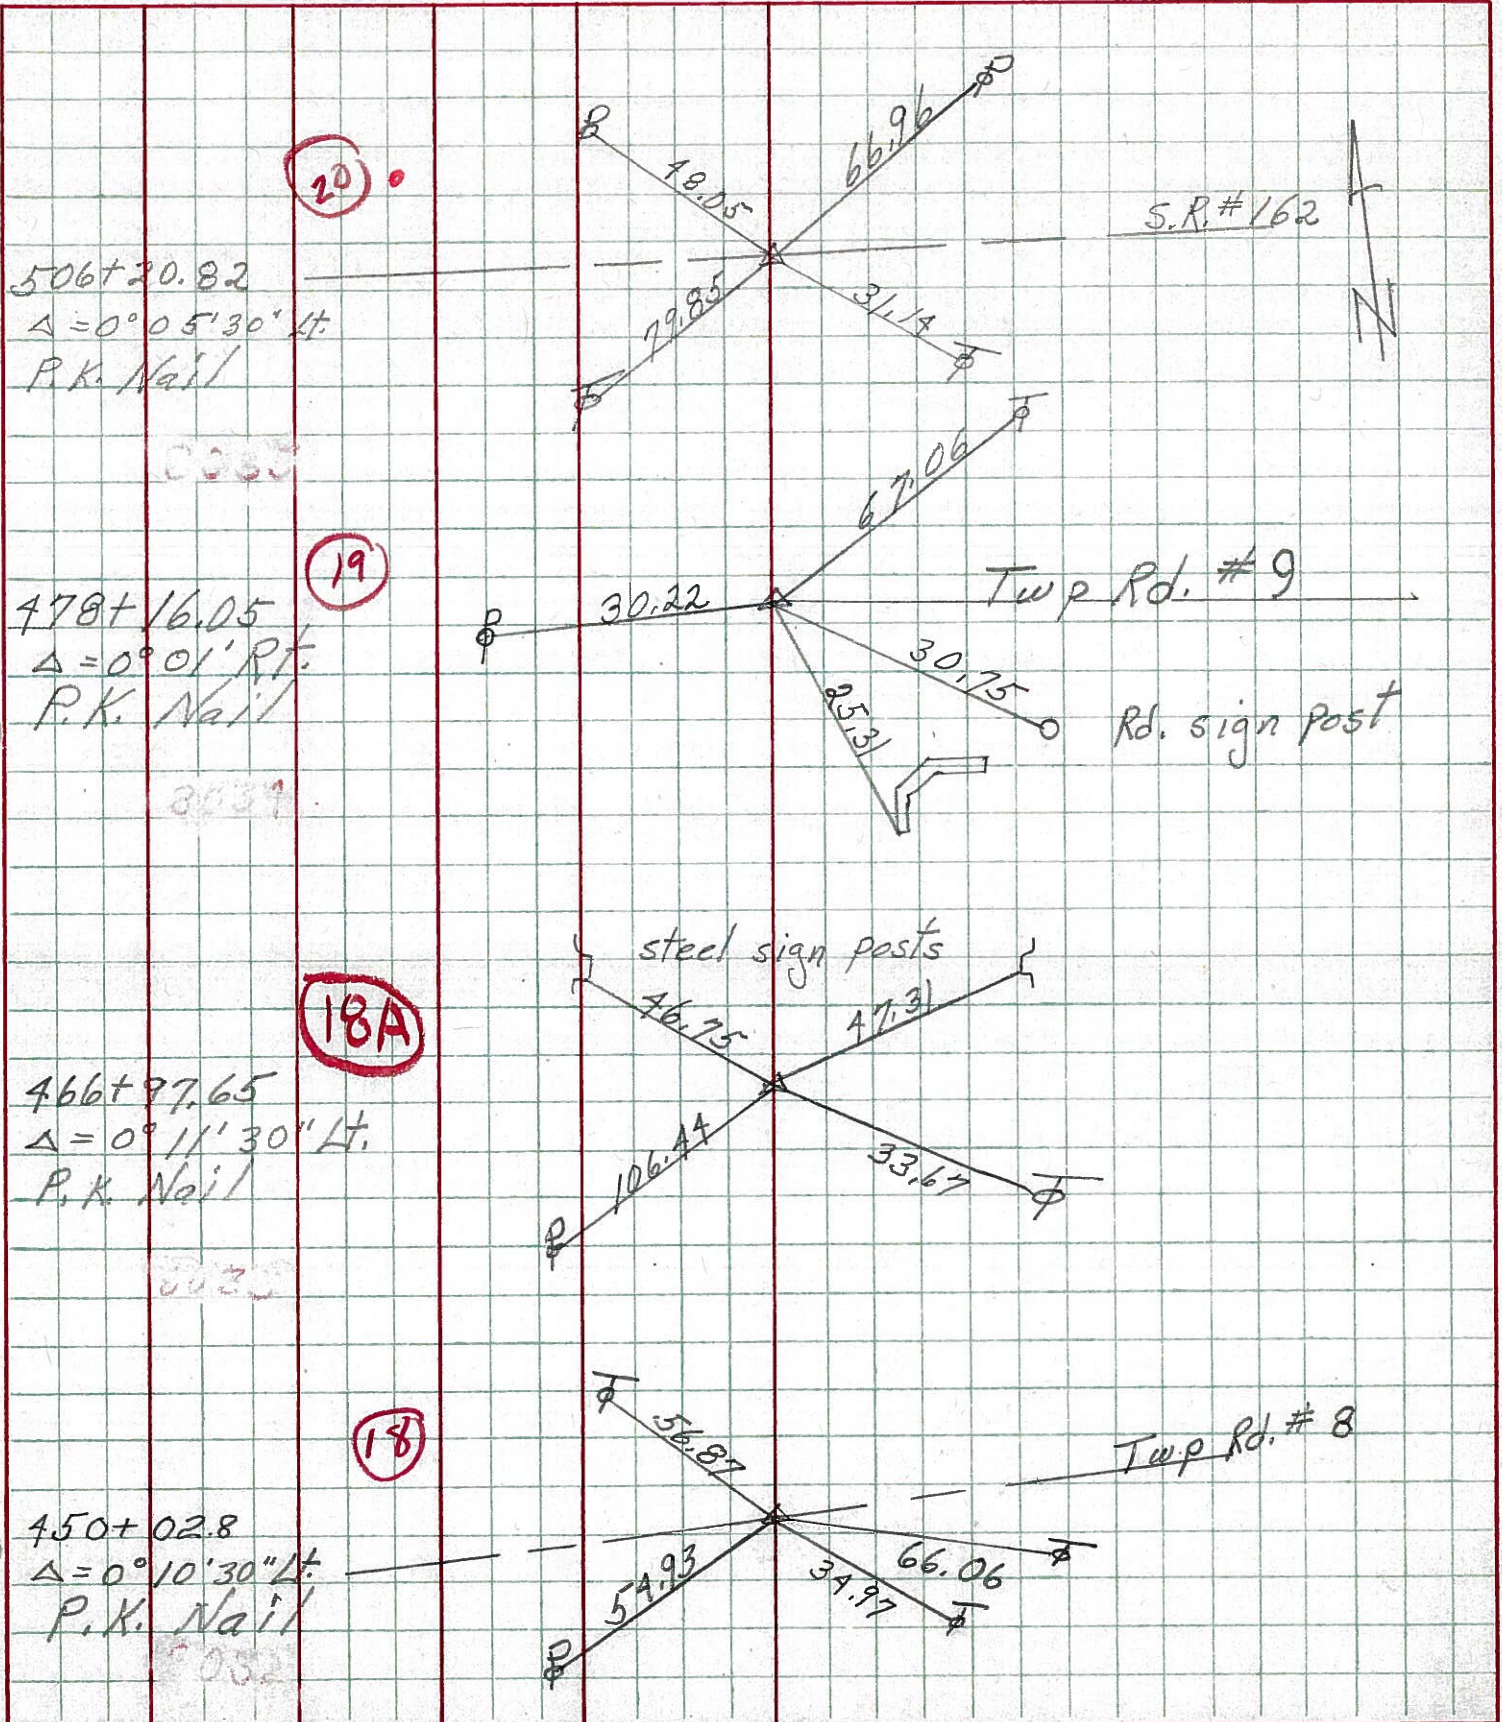 66.96
48.05
20
S.R.#162
506+20.82
Δ=0°05'30" Lt.
79.85
31.14
P.K. Nail
N
67.06
19
Twp Rd. #9
478+16.05
30.22
Δ=0°01' Rt.
30.75
P.K. Nail
25.31
Rd. sign post
steel sign posts
18A
47.31
466+97.65
Δ=0°11'30" Lt.
106.44
33.67
P.K. Nail
18
56.87
Twp Rd. #8
450+02.8
Δ=0°10'30" Lt.
54.93
66.06
34.97
P.K. Nail